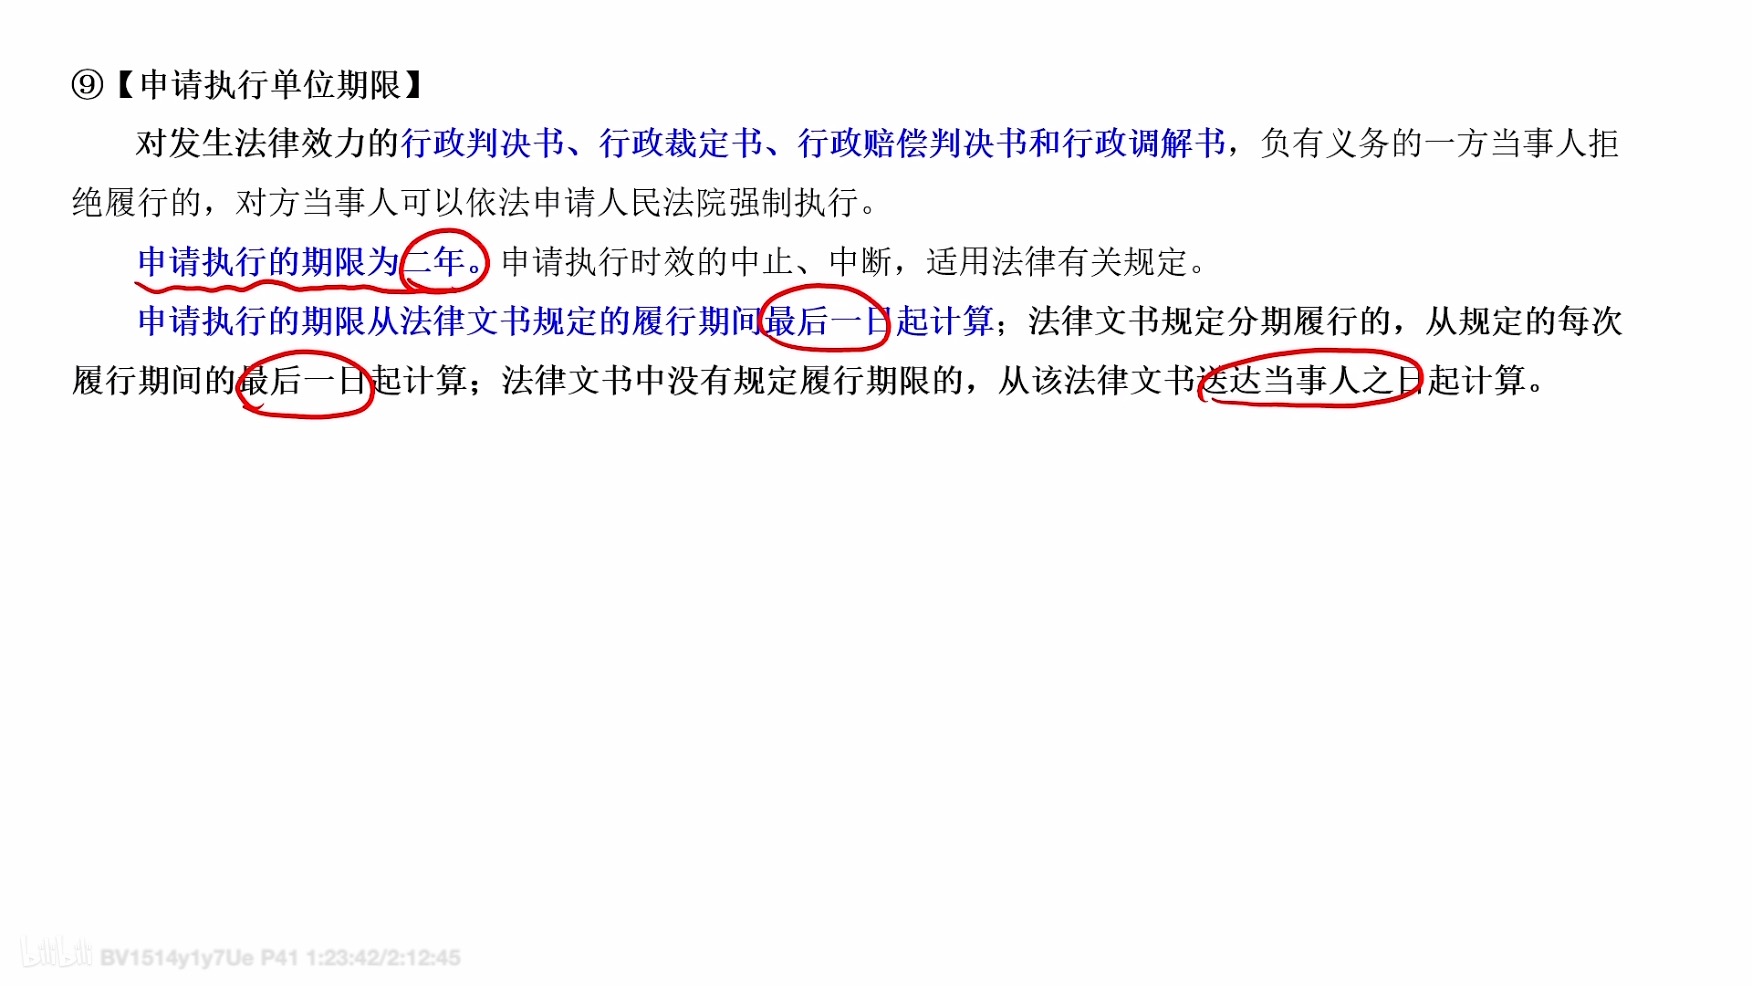 ⑨【申请执行单位期限】
对发生法律效力的行政判决书、行政裁定书、行政赔偿判决书和行政调解书，负有义务的一方当事人拒
绝履行的，对方当事人可以依法申请人民法院强制执行。
申请执行的期限为二年。申请执行时效的中止、中断，适用法律有关规定。
申请执行的期限从法律文书规定的履行期间最后一日起计算；法律文书规定分期履行的，从规定的每次
履行期间的最后一日起计算；法律文书中没有规定履行期限的，从该法律文书送达当事人之日起计算。
bilibili BV1514y1y7Ue P41 1:23:42/2:12:45